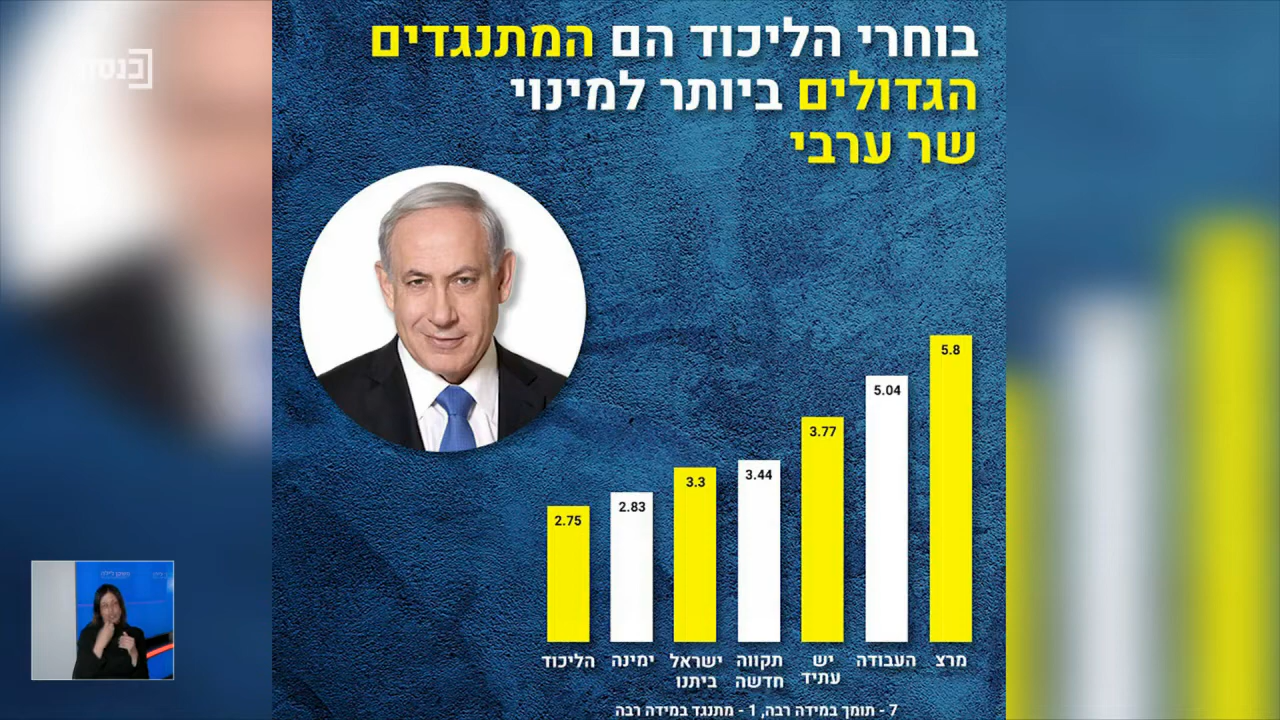 כנסת
בוחרי הליכוד הם המתנגדים
הגדולים ביותר למינוי
שר ערבי
5.8
5.04
3.77
3.44
3.3
2.83
2.75
מרצ
העבודה
יש
עתיד
תקווה
חדשה
ישראל
ביתנו
ימינה
הליכוד
7 - תומך במידה רבה, 1 - מתנגד במידה רבה